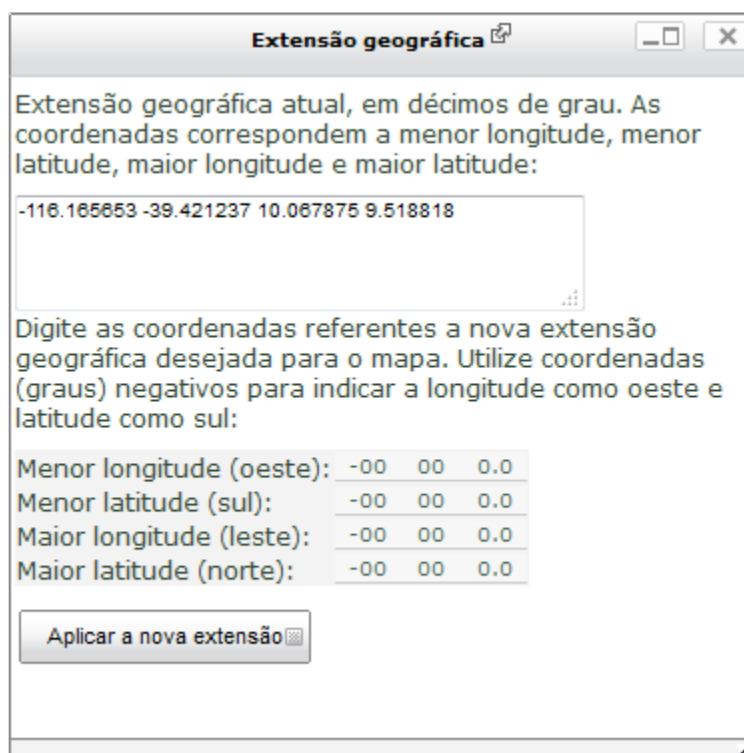 Extensão geográfica
Extensão geográfica atual, em décimos de grau. As
coordenadas correspondem a menor longitude, menor
latitude, maior longitude e maior latitude:
-116.165653 -39.421237 10.067875 9.518818
Digite as coordenadas referentes a nova extensão
geográfica desejada para o mapa. Utilize coordenadas
(graus) negativos para indicar a longitude como oeste e
latitude como sul:
Menor longitude (oeste): -00 00 0.0
Menor latitude (sul): -00 00 0.0
Maior longitude (leste): -00 00 0.0
Maior latitude (norte): -00 00 0.0
Aplicar a nova extensão